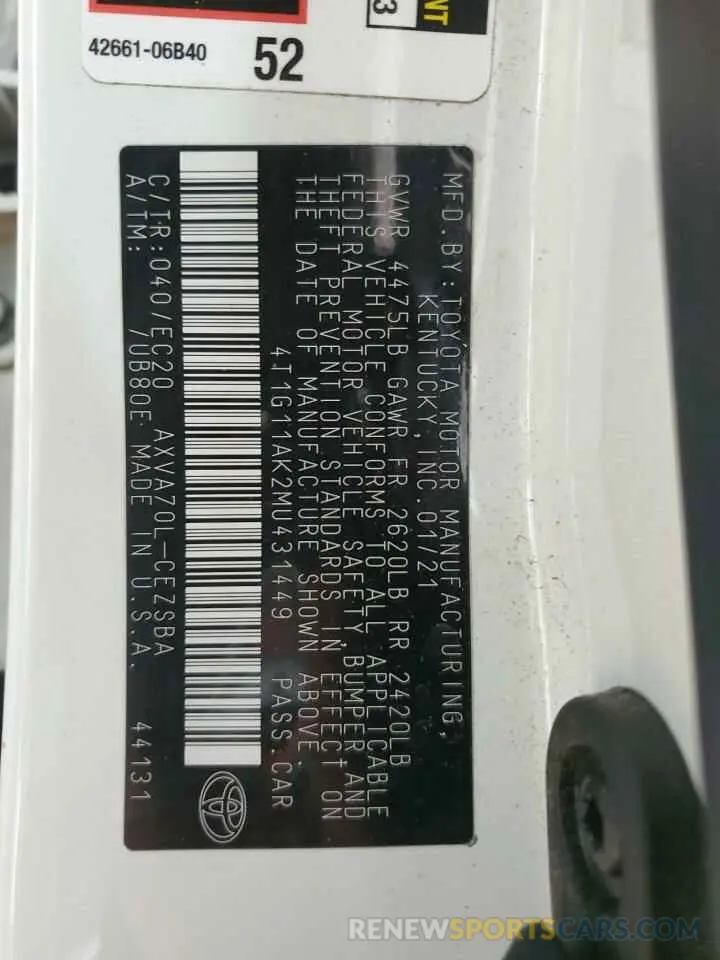 42661-06B40
52
3
NT
MFD. BY: TOYOTA MOTOR MANUFACTURING,
KENTUCKY, INC. 01/21
GVWR 4475LB GAWR FR 2620LB RR 2420LB
THIS VEHICLE CONFORMS TO ALL APPLICABLE
FEDERAL MOTOR VEHICLE SAFETY, BUMPER, AND
THEFT PREVENTION STANDARDS IN EFFECT ON
THE DATE OF MANUFACTURE SHOWN ABOVE.
4T1G11AK2MU431449 PASS. CAR
C/TR:040/EC20 AXVA70L-CEZSBA
A/TM: /UB80E MADE IN U.S.A. 44131
RENEWSPORTSCARS.COM